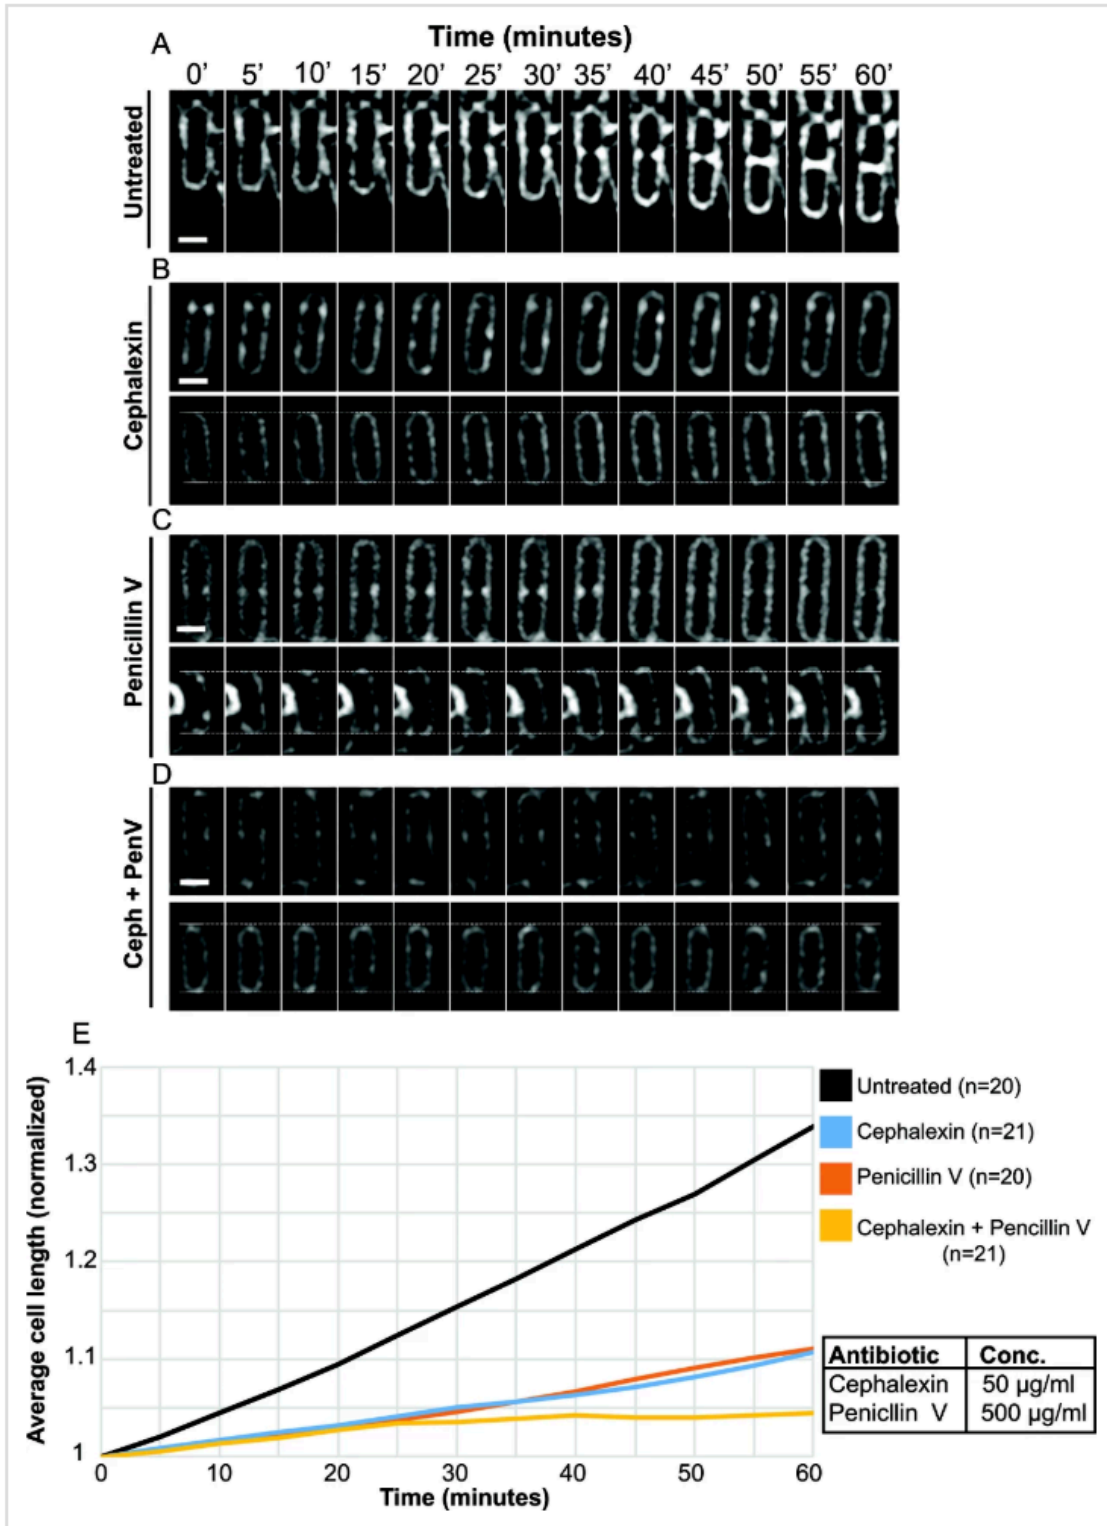 A
Time (minutes)
0' 5' 10' 15' 20' 25' 30' 35' 40' 45' 50' 55' 60'
Untreated
B
Cephalexin
C
Penicillin V
D
Ceph + PenV
E
Average cell length (normalized)
1.4
1.3
1.2
1.1
1
0 10 20 30 40 50 60
Time (minutes)
Untreated (n=20)
Cephalexin (n=21)
Penicillin V (n=20)
Cephalexin + Pencillin V
(n=21)
Antibiotic Conc.
Cephalexin 50 µg/ml
Penicllin V 500 µg/ml